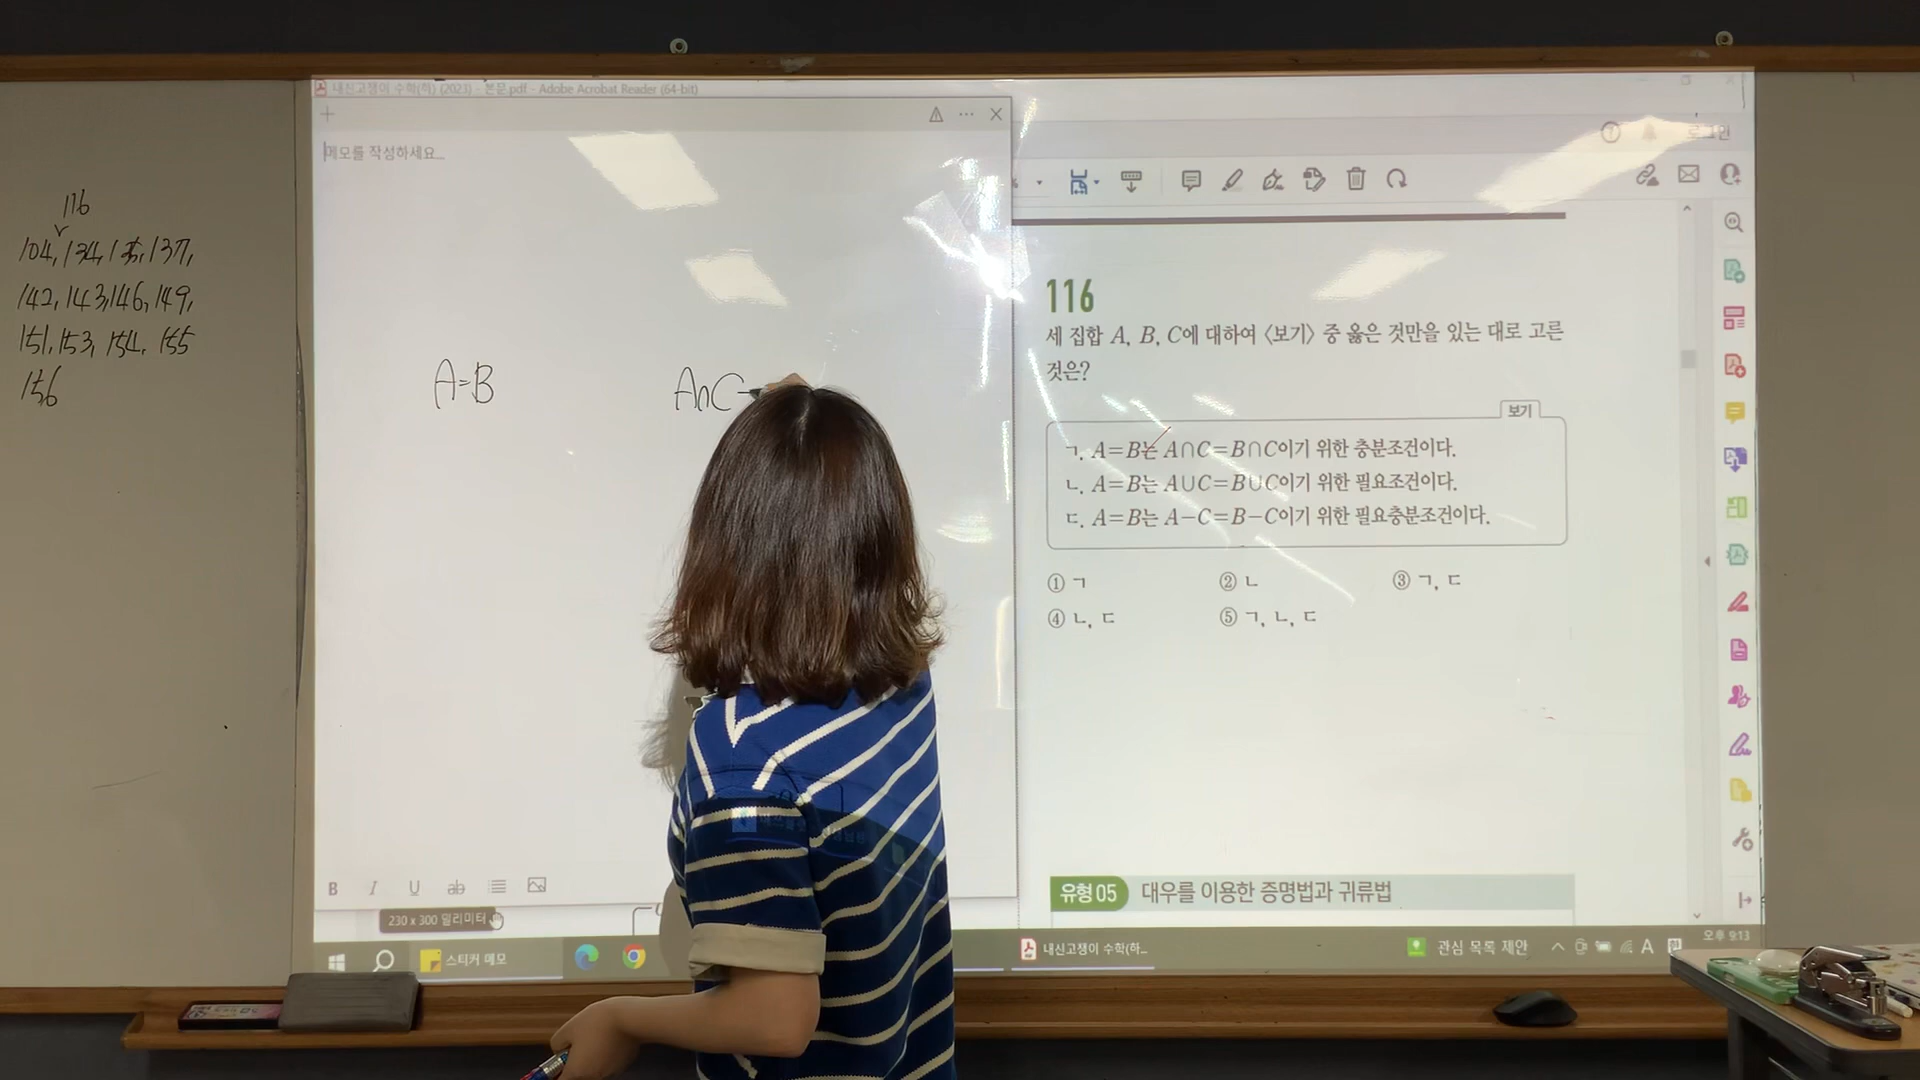 내신고쟁이 수학(하) (2023) - 본문.pdf - Adobe Acrobat Reader (64-bit)
메모를 작성하세요...
로그인
116
104, 134, 135, 137,
142, 143, 146, 149,
151, 153, 154, 155
156
A=B
A∩C
116
세 집합 A, B, C에 대하여 <보기> 중 옳은 것만을 있는 대로 고른
것은?
보기
ㄱ. A=B는 A∩C=B∩C이기 위한 충분조건이다.
ㄴ. A=B는 A∪C=B∪C이기 위한 필요조건이다.
ㄷ. A=B는 A-C=B-C이기 위한 필요충분조건이다.
① ㄱ ② ㄴ ③ ㄱ, ㄷ
④ ㄴ, ㄷ ⑤ ㄱ, ㄴ, ㄷ
유형 05 대우를 이용한 증명법과 귀류법
B I U ab
230 x 300 밀리미터
스티커 메모
내신고쟁이 수학(하...
관심 목록 제안
A
오후 9:13